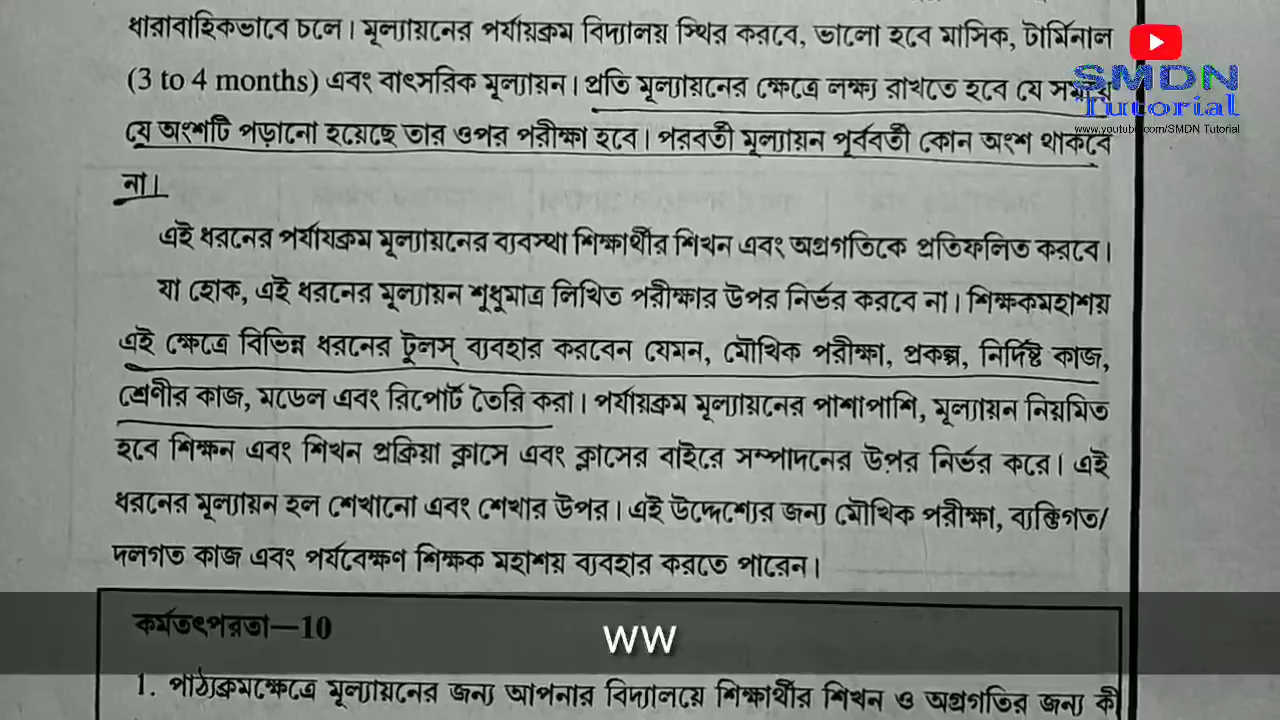 ধারাবাহিকভাবে চলে। মূল্যায়নের পর্যায়ক্রম বিদ্যালয় স্থির করবে, ভালো হবে মাসিক, টার্মিনাল
(3 to 4 months) এবং বাৎসরিক মূল্যায়ন। প্রতি মূল্যায়নের ক্ষেত্রে লক্ষ্য রাখতে হবে যে
SMDN
Tutorial
www.youtube.com/SMDN Tutorial
যে অংশটি পড়ানো হয়েছে তার ওপর পরীক্ষা হবে। পরবর্তী মূল্যায়ন পূর্ববর্তী কোন অংশ থাকবে
না।
এই ধরনের পর্যায়ক্রম মূল্যায়নের ব্যবস্থা শিক্ষার্থীর শিখন এবং অগ্রগতিকে প্রতিফলিত করবে।
যা হোক, এই ধরনের মূল্যায়ন শুধুমাত্র লিখিত পরীক্ষার উপর নির্ভর করবে না। শিক্ষকমহাশয়
এই ক্ষেত্রে বিভিন্ন ধরনের টুলস্ ব্যবহার করবেন যেমন, মৌখিক পরীক্ষা, প্রকল্প, নির্দিষ্ট কাজ,
শ্রেণীর কাজ, মডেল এবং রিপোর্ট তৈরি করা। পর্যায়ক্রম মূল্যায়নের পাশাপাশি, মূল্যায়ন নিয়মিত
হবে শিক্ষন এবং শিখন প্রক্রিয়া ক্লাসে এবং ক্লাসের বাইরে সম্পাদনের উপর নির্ভর করে। এই
ধরনের মূল্যায়ন হল শেখানো এবং শেখার উপর। এই উদ্দেশ্যের জন্য মৌখিক পরীক্ষা, ব্যক্তিগত/
দলগত কাজ এবং পর্যবেক্ষণ শিক্ষক মহাশয় ব্যবহার করতে পারেন।
কর্মতৎপরতা—10
ww
1. পাঠ্যক্রমক্ষেত্রে মূল্যায়নের জন্য আপনার বিদ্যালয়ে শিক্ষার্থীর শিখন ও অগ্রগতির জন্য কী